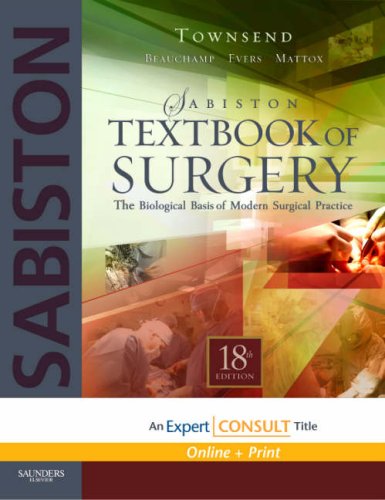 SABISTON
TOWNSEND
BEAUCHAMP EVERS MATTOX
SABISTON
TEXTBOOK OF
SURGERY
The Biological Basis of Modern Surgical Practice
18th
EDITION
An Expert CONSULT Title
Online + Print
SAUNDERS
ELSEVIER